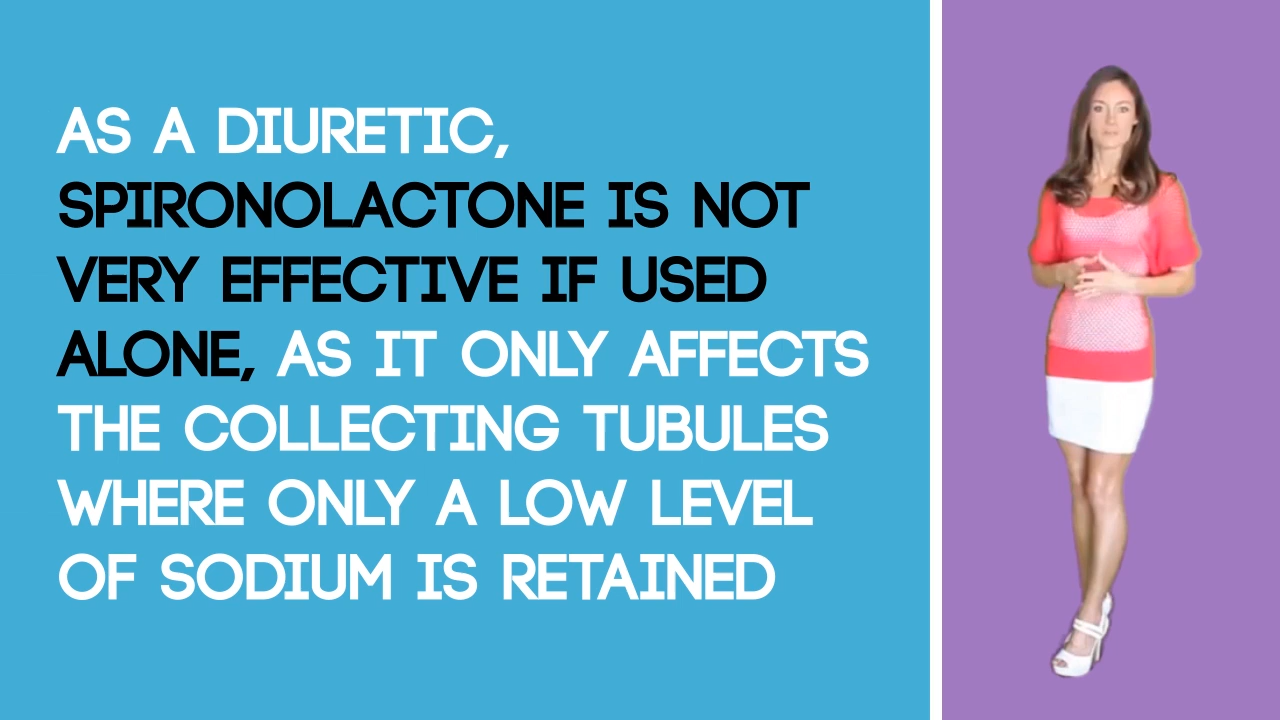 AS A DIURETIC,
SPIRONOLACTONE IS NOT
VERY EFFECTIVE IF USED
ALONE, AS IT ONLY AFFECTS
THE COLLECTING TUBULES
WHERE ONLY A LOW LEVEL
OF SODIUM IS RETAINED